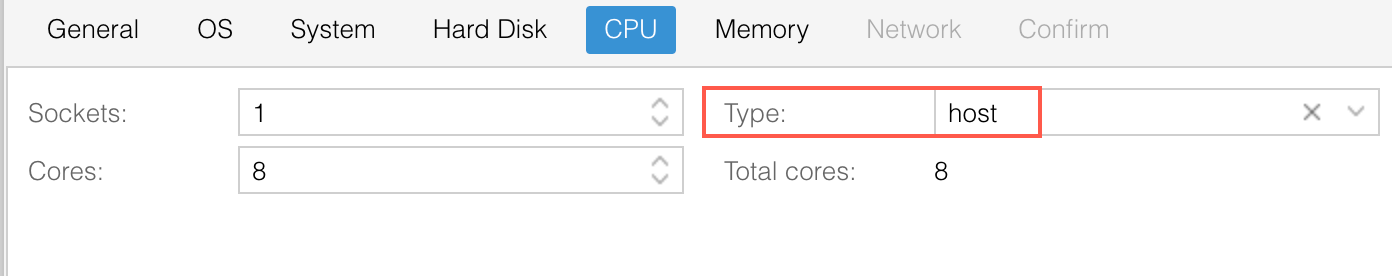 General OS System Hard Disk CPU Memory Network Confirm
Sockets: 1 Type: host
Cores: 8 Total cores: 8